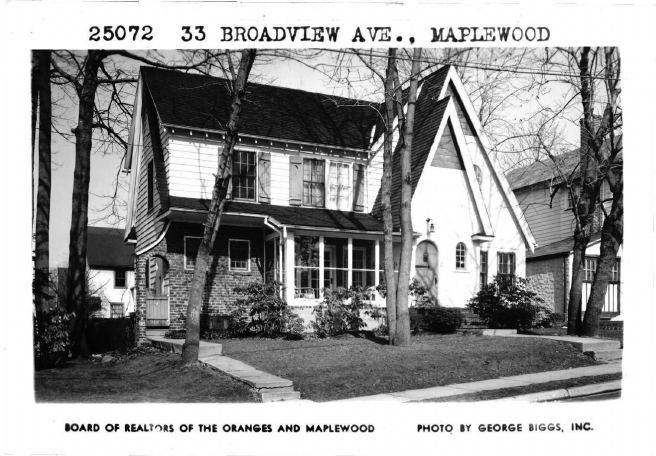 25072 33 BROADVIEW AVE., MAPLEWOOD
BOARD OF REALTORS OF THE ORANGES AND MAPLEWOOD PHOTO BY GEORGE BIGGS, INC.